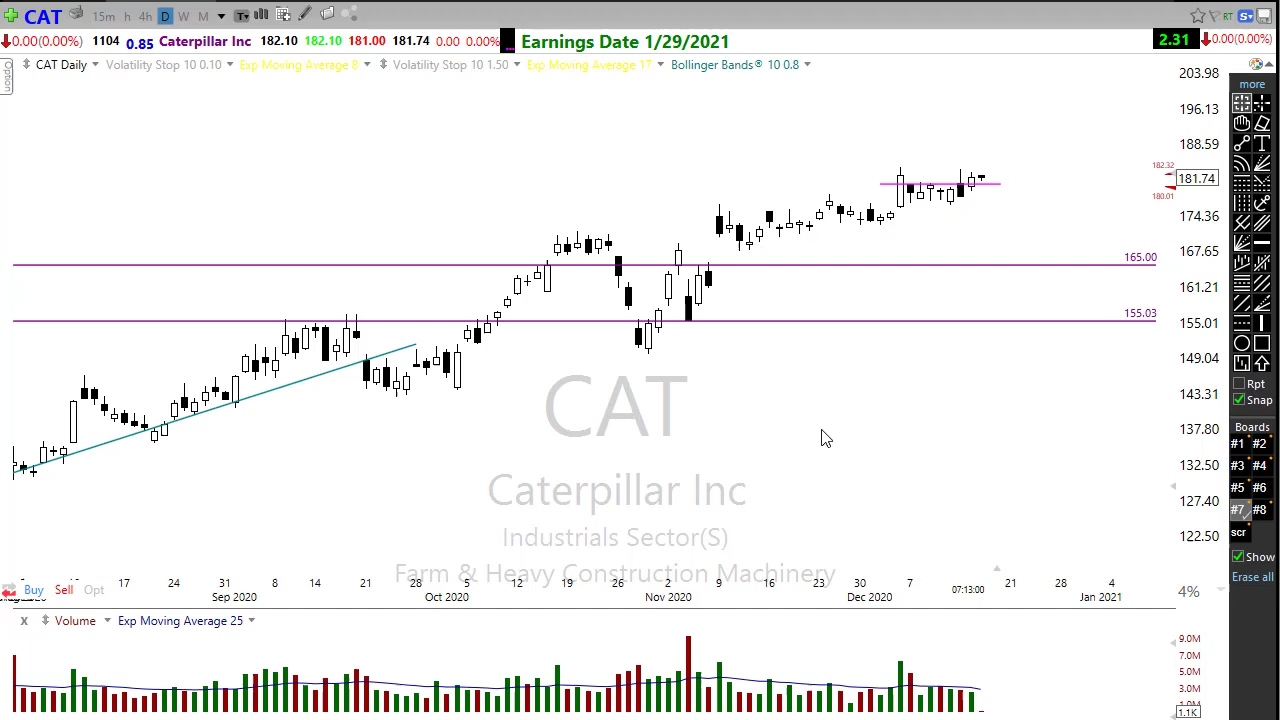 CAT 15m h 4h D W M T RT S
0.00(0.00%) 1104 0.85 Caterpillar Inc 182.10 182.10 181.00 181.74 0.00 0.00% Earnings Date 1/29/2021 2.31 0.00(0.00%)
Option
CAT Daily Volatility Stop 10 0.10 Exp Moving Average 8 Volatility Stop 10 1.50 Exp Moving Average 17 Bollinger Bands® 10 0.8
203.98
196.13
188.59
182.32
181.74
180.01
174.36
167.65
165.00
161.21
155.03
155.01
149.04
143.31
137.80
132.50
127.40
122.50
CAT
Caterpillar Inc
Industrials Sector(S)
Farm & Heavy Construction Machinery
more
T
Rpt
Snap
Boards
#1 #2
#3 #4
#5 #6
#7 #8
scr
Show
Erase all
17 24 31 8 14 21 28 5 12 19 26 2 9 16 23 30 7 07:13:00 21 28 4
Buy Sell Opt
Sep 2020 Oct 2020 Nov 2020 Dec 2020 Jan 2021
4%
X Volume Exp Moving Average 25
9.0M
7.0M
5.0M
3.0M
1.1K